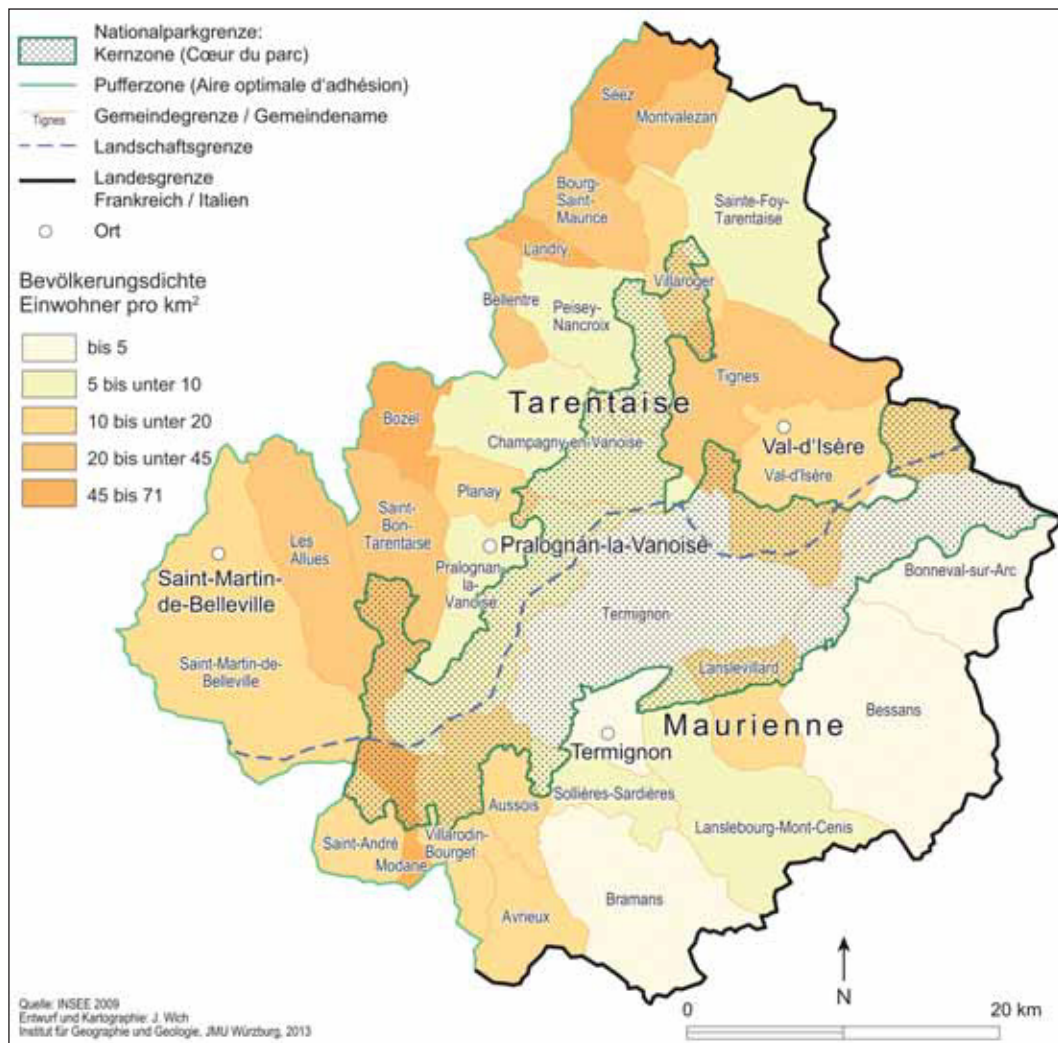 Nationalparkgrenze:
Kernzone (Cœur du parc)
Pufferzone (Aire optimale d'adhésion)
Tignes
Gemeindegrenze / Gemeindename
Landschaftsgrenze
Landesgrenze
Frankreich / Italien
Ort
Bevölkerungsdichte
Einwohner pro km²
bis 5
5 bis unter 10
10 bis unter 20
20 bis unter 45
45 bis 71
Séez
Montvalezan
Bourg-
Saint-
Maurice
Sainte-Foy-
Tarentaise
Landry
Villaroger
Bellentre
Peisey-
Nancroix
Tignes
Tarentaise
Bozel
Champagny-en-Vanoise
Val-d'Isère
Val-d'Isère
Planay
Saint-
Bon-
Tarentaise
Les
Allues
Pralognan-la-Vanoise
Pralognan-
la-
Vanoise
Saint-Martin-
de-Belleville
Saint-Martin-de-
Belleville
Bonneval-sur-Arc
Termignon
Lanslevillard
Bessans
Maurienne
Termignon
Sollières-Sardières
Aussois
Lanslebourg-Mont-Cenis
Saint-André
Villarodin-
Bourget
Modane
Bramans
Avrieux
N
0 20 km
Quelle: INSEE 2009
Entwurf und Kartographie: J. Wich
Institut für Geographie und Geologie, JMU Würzburg, 2013